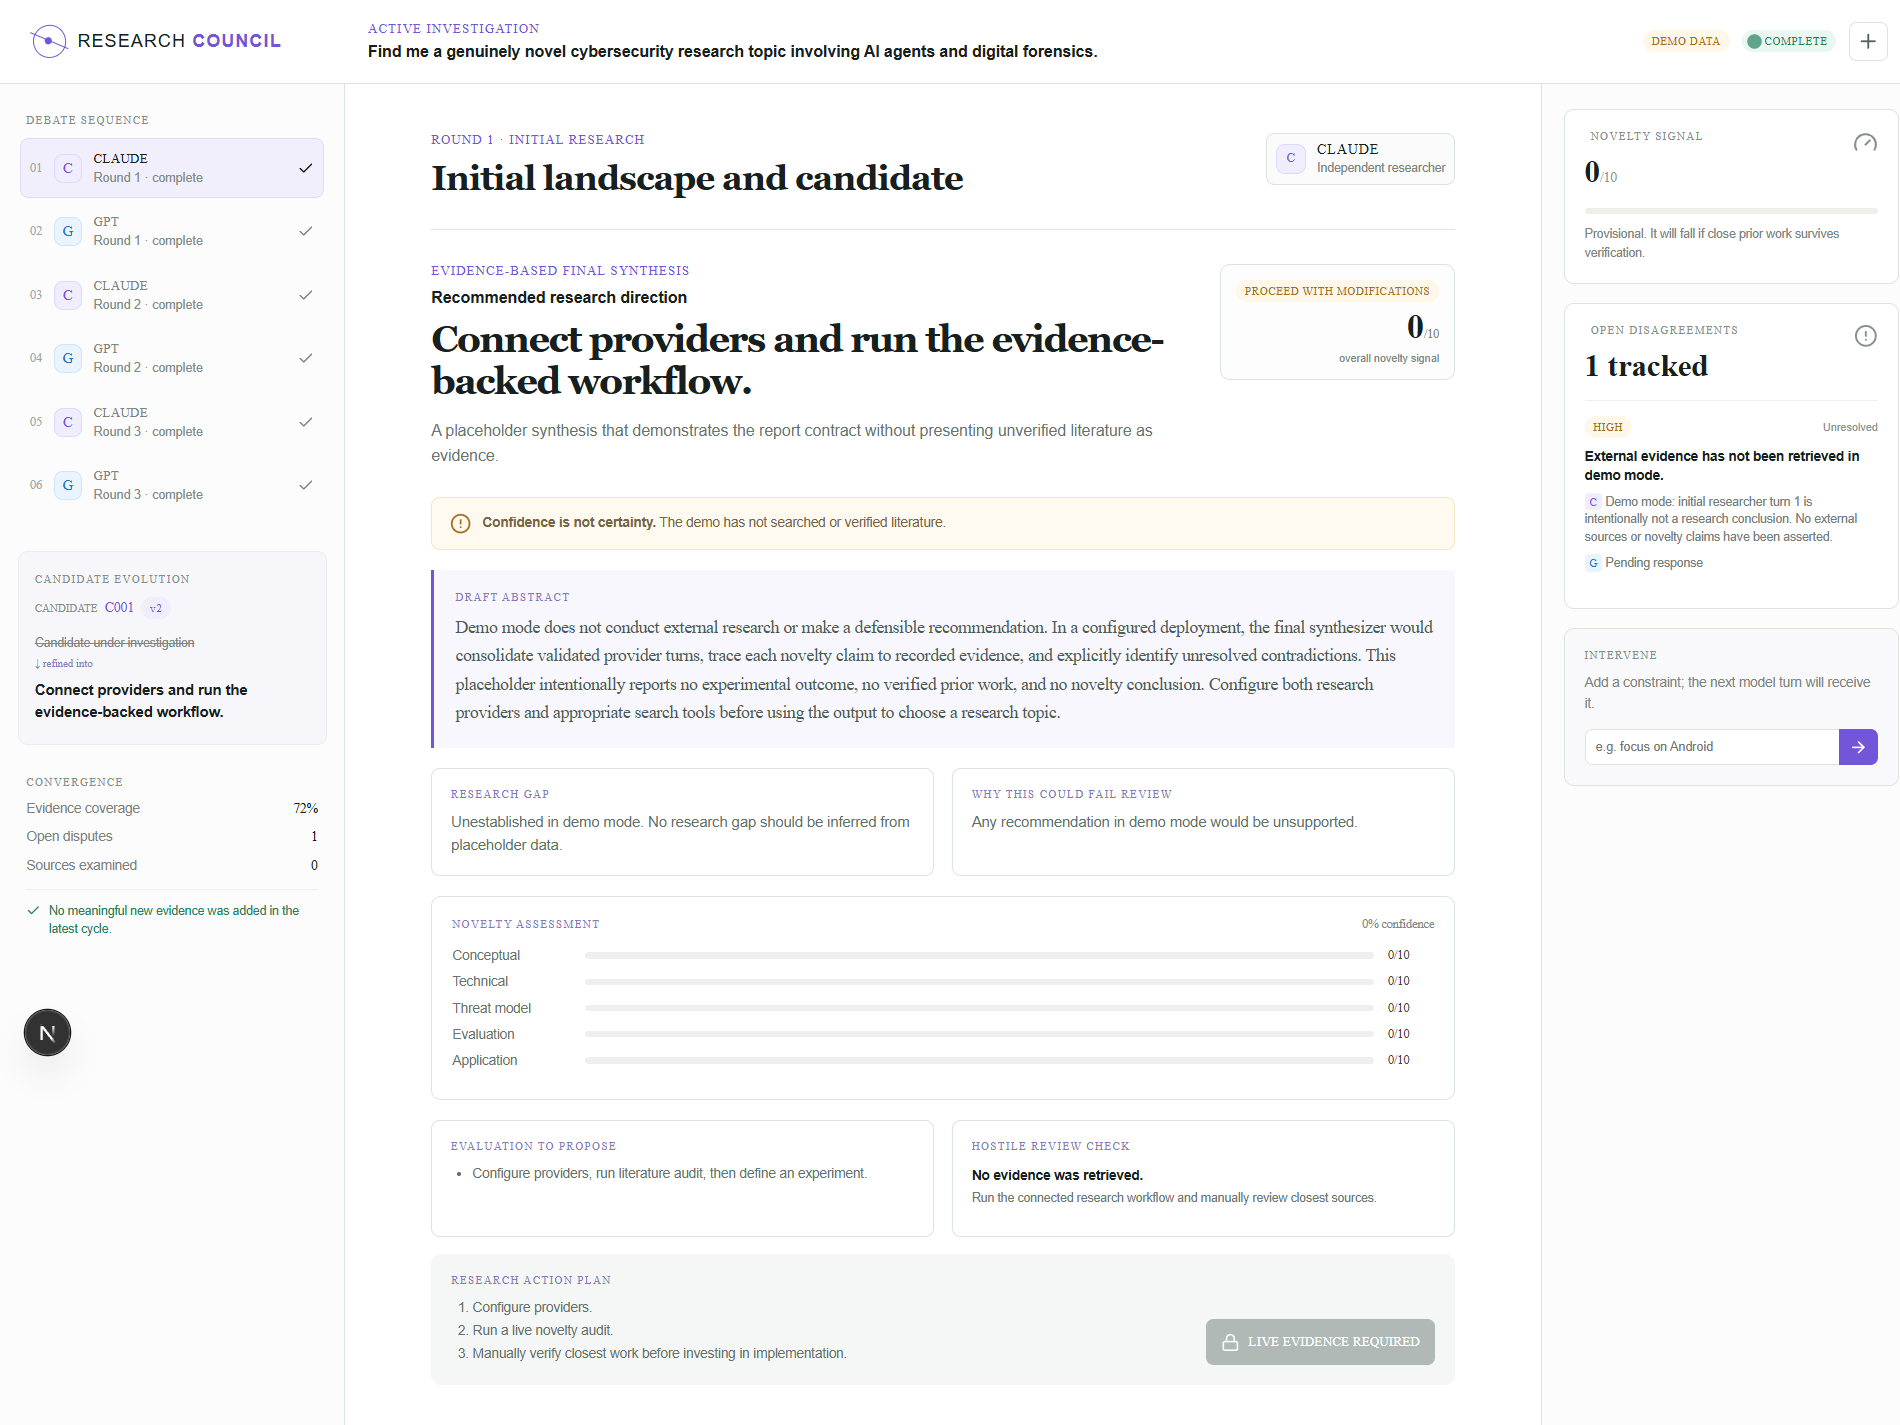 RESEARCH COUNCIL
ACTIVE INVESTIGATION
Find me a genuinely novel cybersecurity research topic involving AI agents and digital forensics.
DEMO DATA
COMPLETE
DEBATE SEQUENCE
01 C CLAUDE
Round 1 · complete
02 G GPT
Round 1 · complete
03 C CLAUDE
Round 2 · complete
04 G GPT
Round 2 · complete
05 C CLAUDE
Round 3 · complete
06 G GPT
Round 3 · complete
CANDIDATE EVOLUTION
CANDIDATE C001 v2
Candidate under investigation
↓ refined into
Connect providers and run the
evidence-backed workflow.
CONVERGENCE
Evidence coverage 72%
Open disputes 1
Sources examined 0
No meaningful new evidence was added in the
latest cycle.
N
ROUND 1 · INITIAL RESEARCH
Initial landscape and candidate
C CLAUDE
Independent researcher
EVIDENCE-BASED FINAL SYNTHESIS
Recommended research direction
Connect providers and run the evidence-
backed workflow.
A placeholder synthesis that demonstrates the report contract without presenting unverified literature as
evidence.
PROCEED WITH MODIFICATIONS
0/10
overall novelty signal
Confidence is not certainty. The demo has not searched or verified literature.
DRAFT ABSTRACT
Demo mode does not conduct external research or make a defensible recommendation. In a configured deployment, the final synthesizer would
consolidate validated provider turns, trace each novelty claim to recorded evidence, and explicitly identify unresolved contradictions. This
placeholder intentionally reports no experimental outcome, no verified prior work, and no novelty conclusion. Configure both research
providers and appropriate search tools before using the output to choose a research topic.
RESEARCH GAP
Unestablished in demo mode. No research gap should be inferred from
placeholder data.
WHY THIS COULD FAIL REVIEW
Any recommendation in demo mode would be unsupported.
NOVELTY ASSESSMENT 0% confidence
Conceptual 0/10
Technical 0/10
Threat model 0/10
Evaluation 0/10
Application 0/10
EVALUATION TO PROPOSE
• Configure providers, run literature audit, then define an experiment.
HOSTILE REVIEW CHECK
No evidence was retrieved.
Run the connected research workflow and manually review closest sources.
RESEARCH ACTION PLAN
1. Configure providers.
2. Run a live novelty audit.
3. Manually verify closest work before investing in implementation.
LIVE EVIDENCE REQUIRED
NOVELTY SIGNAL
0/10
Provisional. It will fall if close prior work survives
verification.
OPEN DISAGREEMENTS
1 tracked
HIGH Unresolved
External evidence has not been retrieved in
demo mode.
C Demo mode: initial researcher turn 1 is
intentionally not a research conclusion. No external
sources or novelty claims have been asserted.
G Pending response
INTERVENE
Add a constraint; the next model turn will receive
it.
e.g. focus on Android